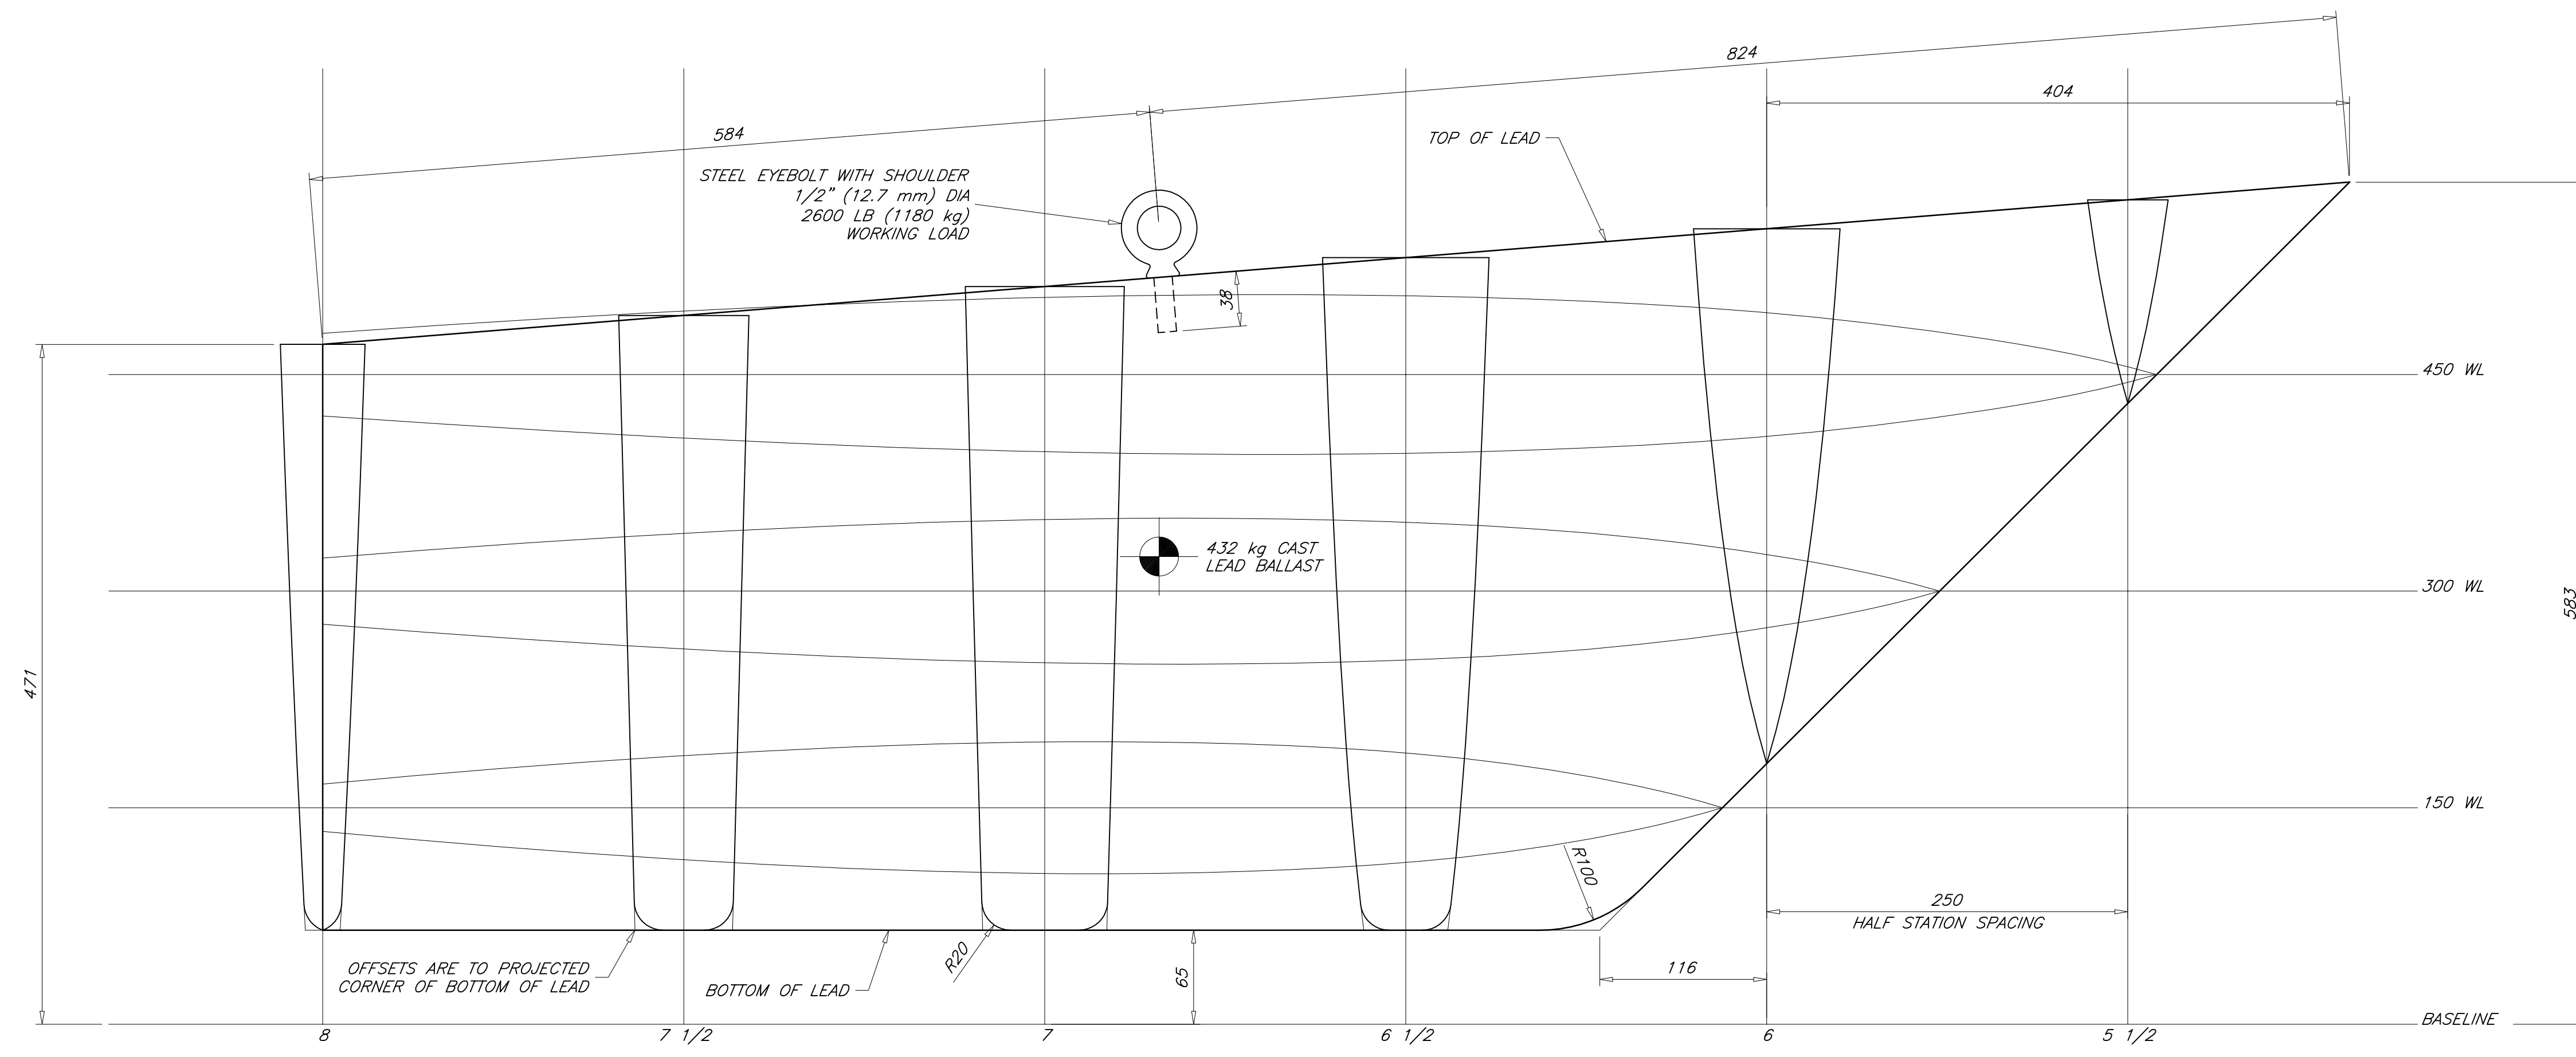 824
404
584
TOP OF LEAD
STEEL EYEBOLT WITH SHOULDER
1/2” (12.7 mm) DIA
2600 LB (1180 kg)
WORKING LOAD
38
450 WL
432 kg CAST
LEAD BALLAST
300 WL
583
471
150 WL
R100
250
HALF STATION SPACING
R20
OFFSETS ARE TO PROJECTED
CORNER OF BOTTOM OF LEAD
BOTTOM OF LEAD
65
116
BASELINE
8
7 1/2
7
6 1/2
6
5 1/2